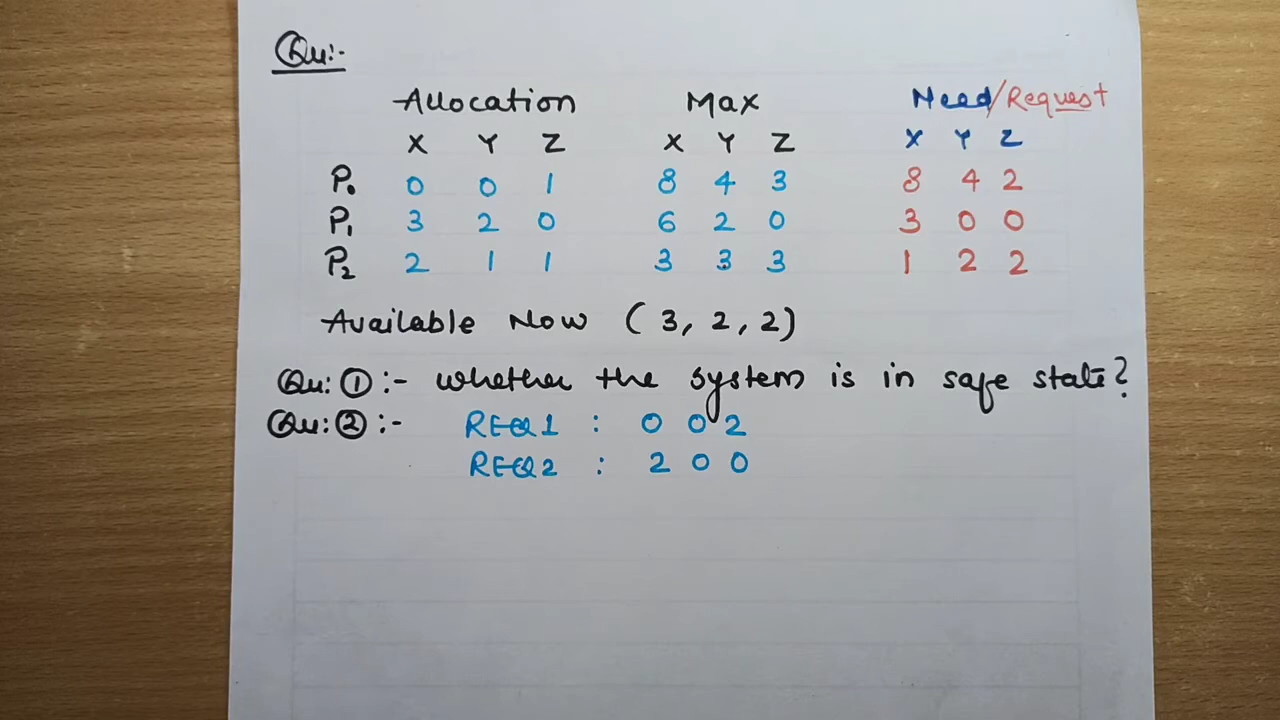 Qu:-
Allocation Max Need/Request
X Y Z X Y Z X Y Z
P0 0 0 1 8 4 3 8 4 2
P1 3 2 0 6 2 0 3 0 0
P2 2 1 1 3 3 3 1 2 2
Available Now (3, 2, 2)
Qu: ① :- whether the system is in safe state?
Qu: ② :- REQ1 : 0 0 2
REQ2 : 2 0 0